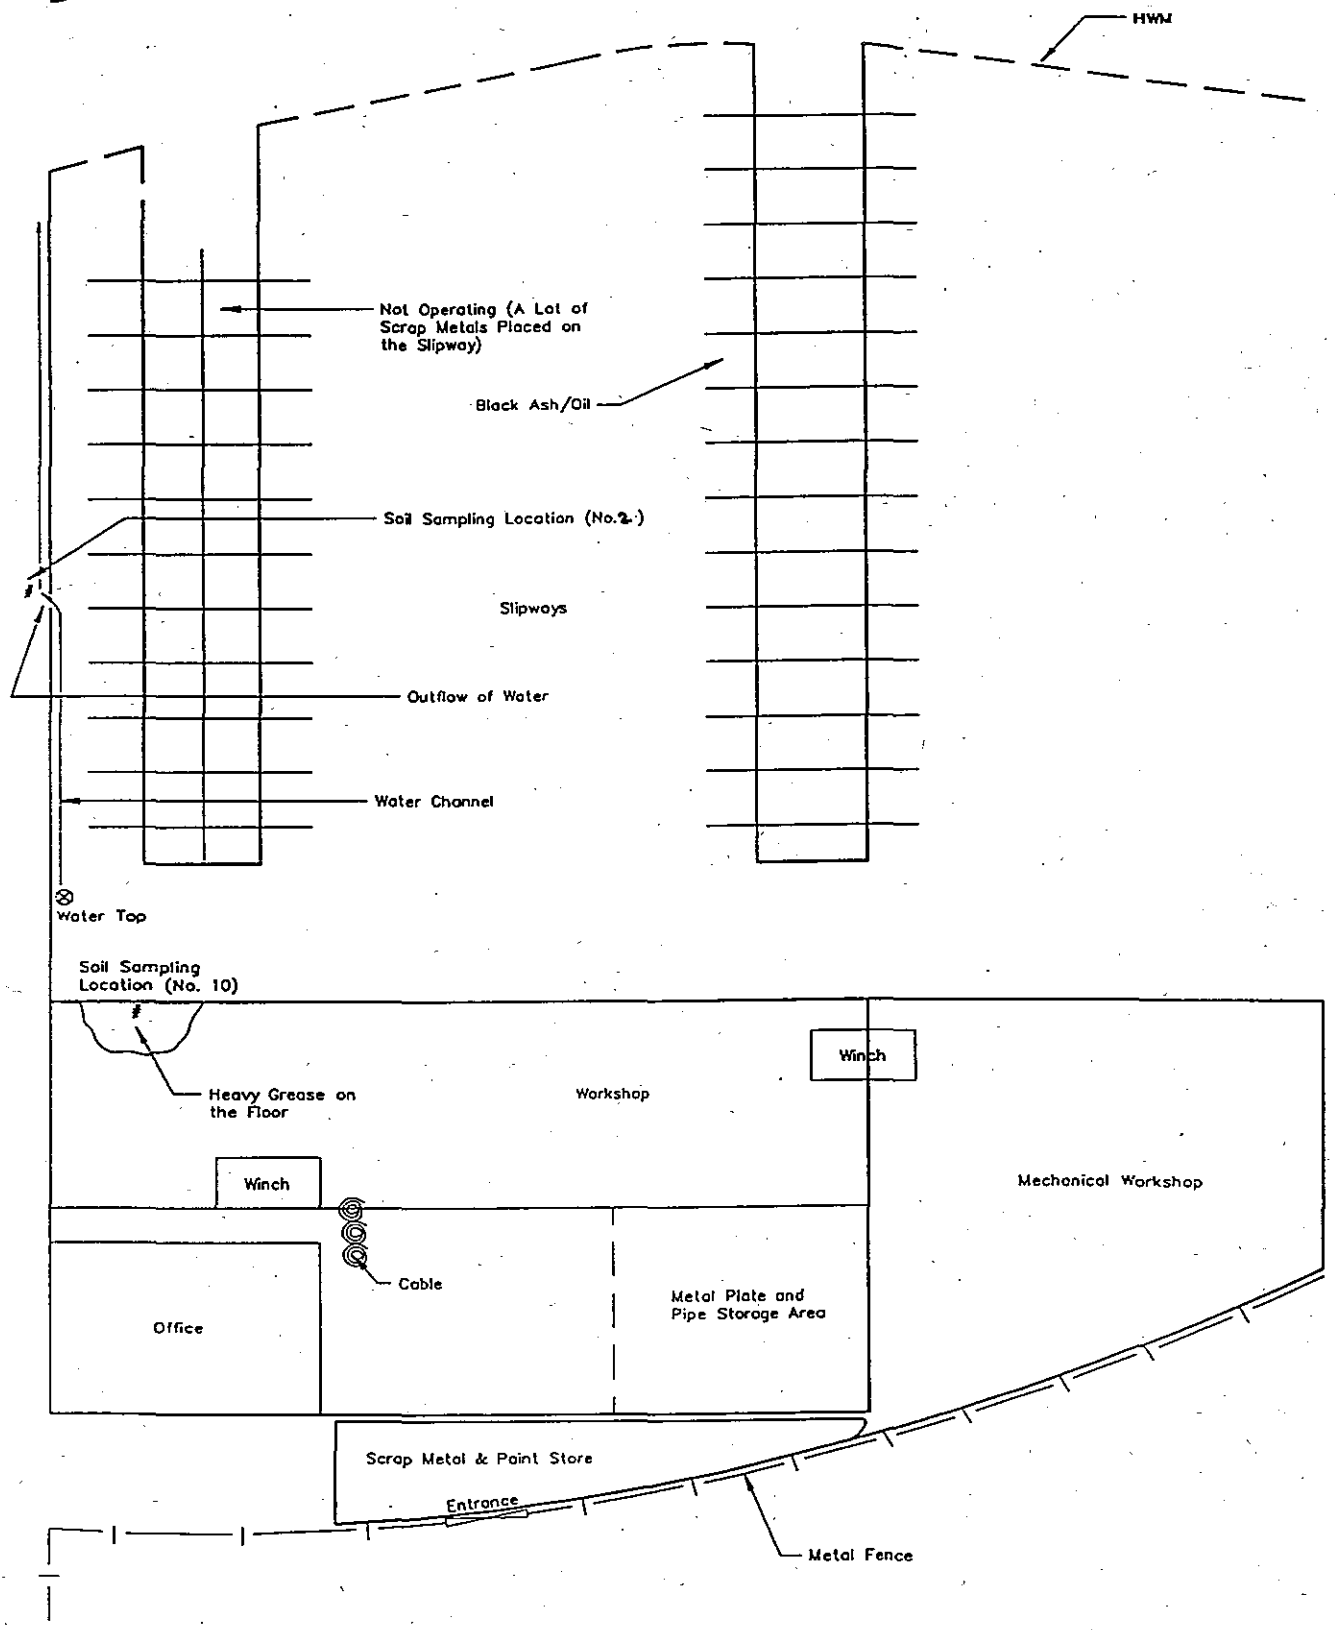 HWM
Not Operating (A Lot of
Scrap Metals Placed on
the Slipway)
Black Ash/Oil
Soil Sampling Location (No.2.)
Slipways
Outflow of Water
Water Channel
Water Top
Soil Sampling
Location (No. 10)
Winch
Heavy Grease on
the Floor
Workshop
Winch
Mechanical Workshop
Cable
Metal Plate and
Pipe Storage Area
Office
Scrap Metal & Paint Store
Entrance
Metal Fence